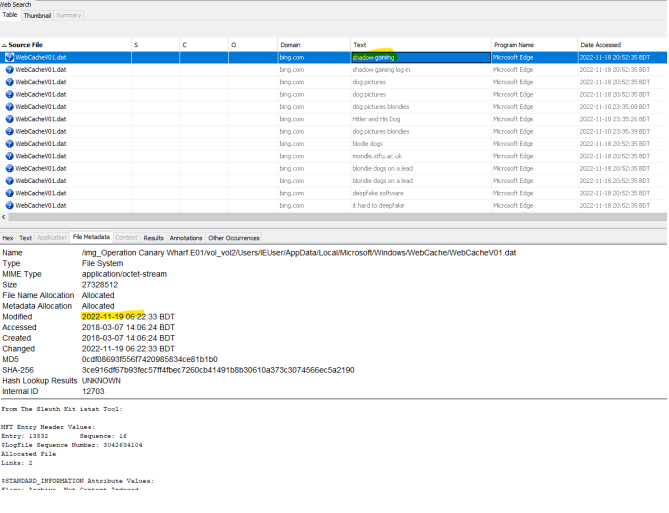 Web Search
Table Thumbnail Summary
Source File S C O Domain Text Program Name Date Accessed
WebCacheV01.dat bing.com shadow gaming Microsoft Edge 2022-11-18 20:52:35 BDT
WebCacheV01.dat bing.com shadow gaming log in Microsoft Edge 2022-11-18 20:52:35 BDT
WebCacheV01.dat bing.com dog pictures Microsoft Edge 2022-11-18 20:52:35 BDT
WebCacheV01.dat bing.com dog pictures Microsoft Edge 2022-11-18 20:52:35 BDT
WebCacheV01.dat bing.com dog pictures blondies Microsoft Edge 2022-11-10 23:35:08 BDT
WebCacheV01.dat bing.com Hitler and His Dog Microsoft Edge 2022-11-10 23:35:26 BDT
WebCacheV01.dat bing.com dog pictures blondies Microsoft Edge 2022-11-10 23:35:39 BDT
WebCacheV01.dat bing.com blodie dogs Microsoft Edge 2022-11-18 20:52:35 BDT
WebCacheV01.dat bing.com moodle.stfu.ac.uk Microsoft Edge 2022-11-18 20:52:35 BDT
WebCacheV01.dat bing.com blondie dogs on a lead Microsoft Edge 2022-11-18 20:52:35 BDT
WebCacheV01.dat bing.com blondie dogs on a lead Microsoft Edge 2022-11-18 20:52:35 BDT
WebCacheV01.dat bing.com deepfake software Microsoft Edge 2022-11-18 20:52:35 BDT
WebCacheV01.dat bing.com it hard to deepfake Microsoft Edge 2022-11-18 20:52:35 BDT
Hex Text Application File Metadata Context Results Annotations Other Occurrences
Name /img_Operation Canary Wharf.E01/vol_vol2/Users/IEUser/AppData/Local/Microsoft/Windows/WebCache/WebCacheV01.dat
Type File System
MIME Type application/octet-stream
Size 27328512
File Name Allocation Allocated
Metadata Allocation Allocated
Modified 2022-11-19 06:22:33 BDT
Accessed 2018-03-07 14:06:24 BDT
Created 2018-03-07 14:06:24 BDT
Changed 2022-11-19 06:22:33 BDT
MD5 0cdf08693f556f7420985834ce81b1b0
SHA-256 3ce916df67b93fec57ff4fbec7260cb41491b8b30610a373c3074566ec5a2190
Hash Lookup Results UNKNOWN
Internal ID 12703
From The Sleuth Kit istat Tool:
MFT Entry Header Values:
Entry: 13832 Sequence: 16
$LogFile Sequence Number: 3042634104
Allocated File
Links: 2
$STANDARD_INFORMATION Attribute Values: